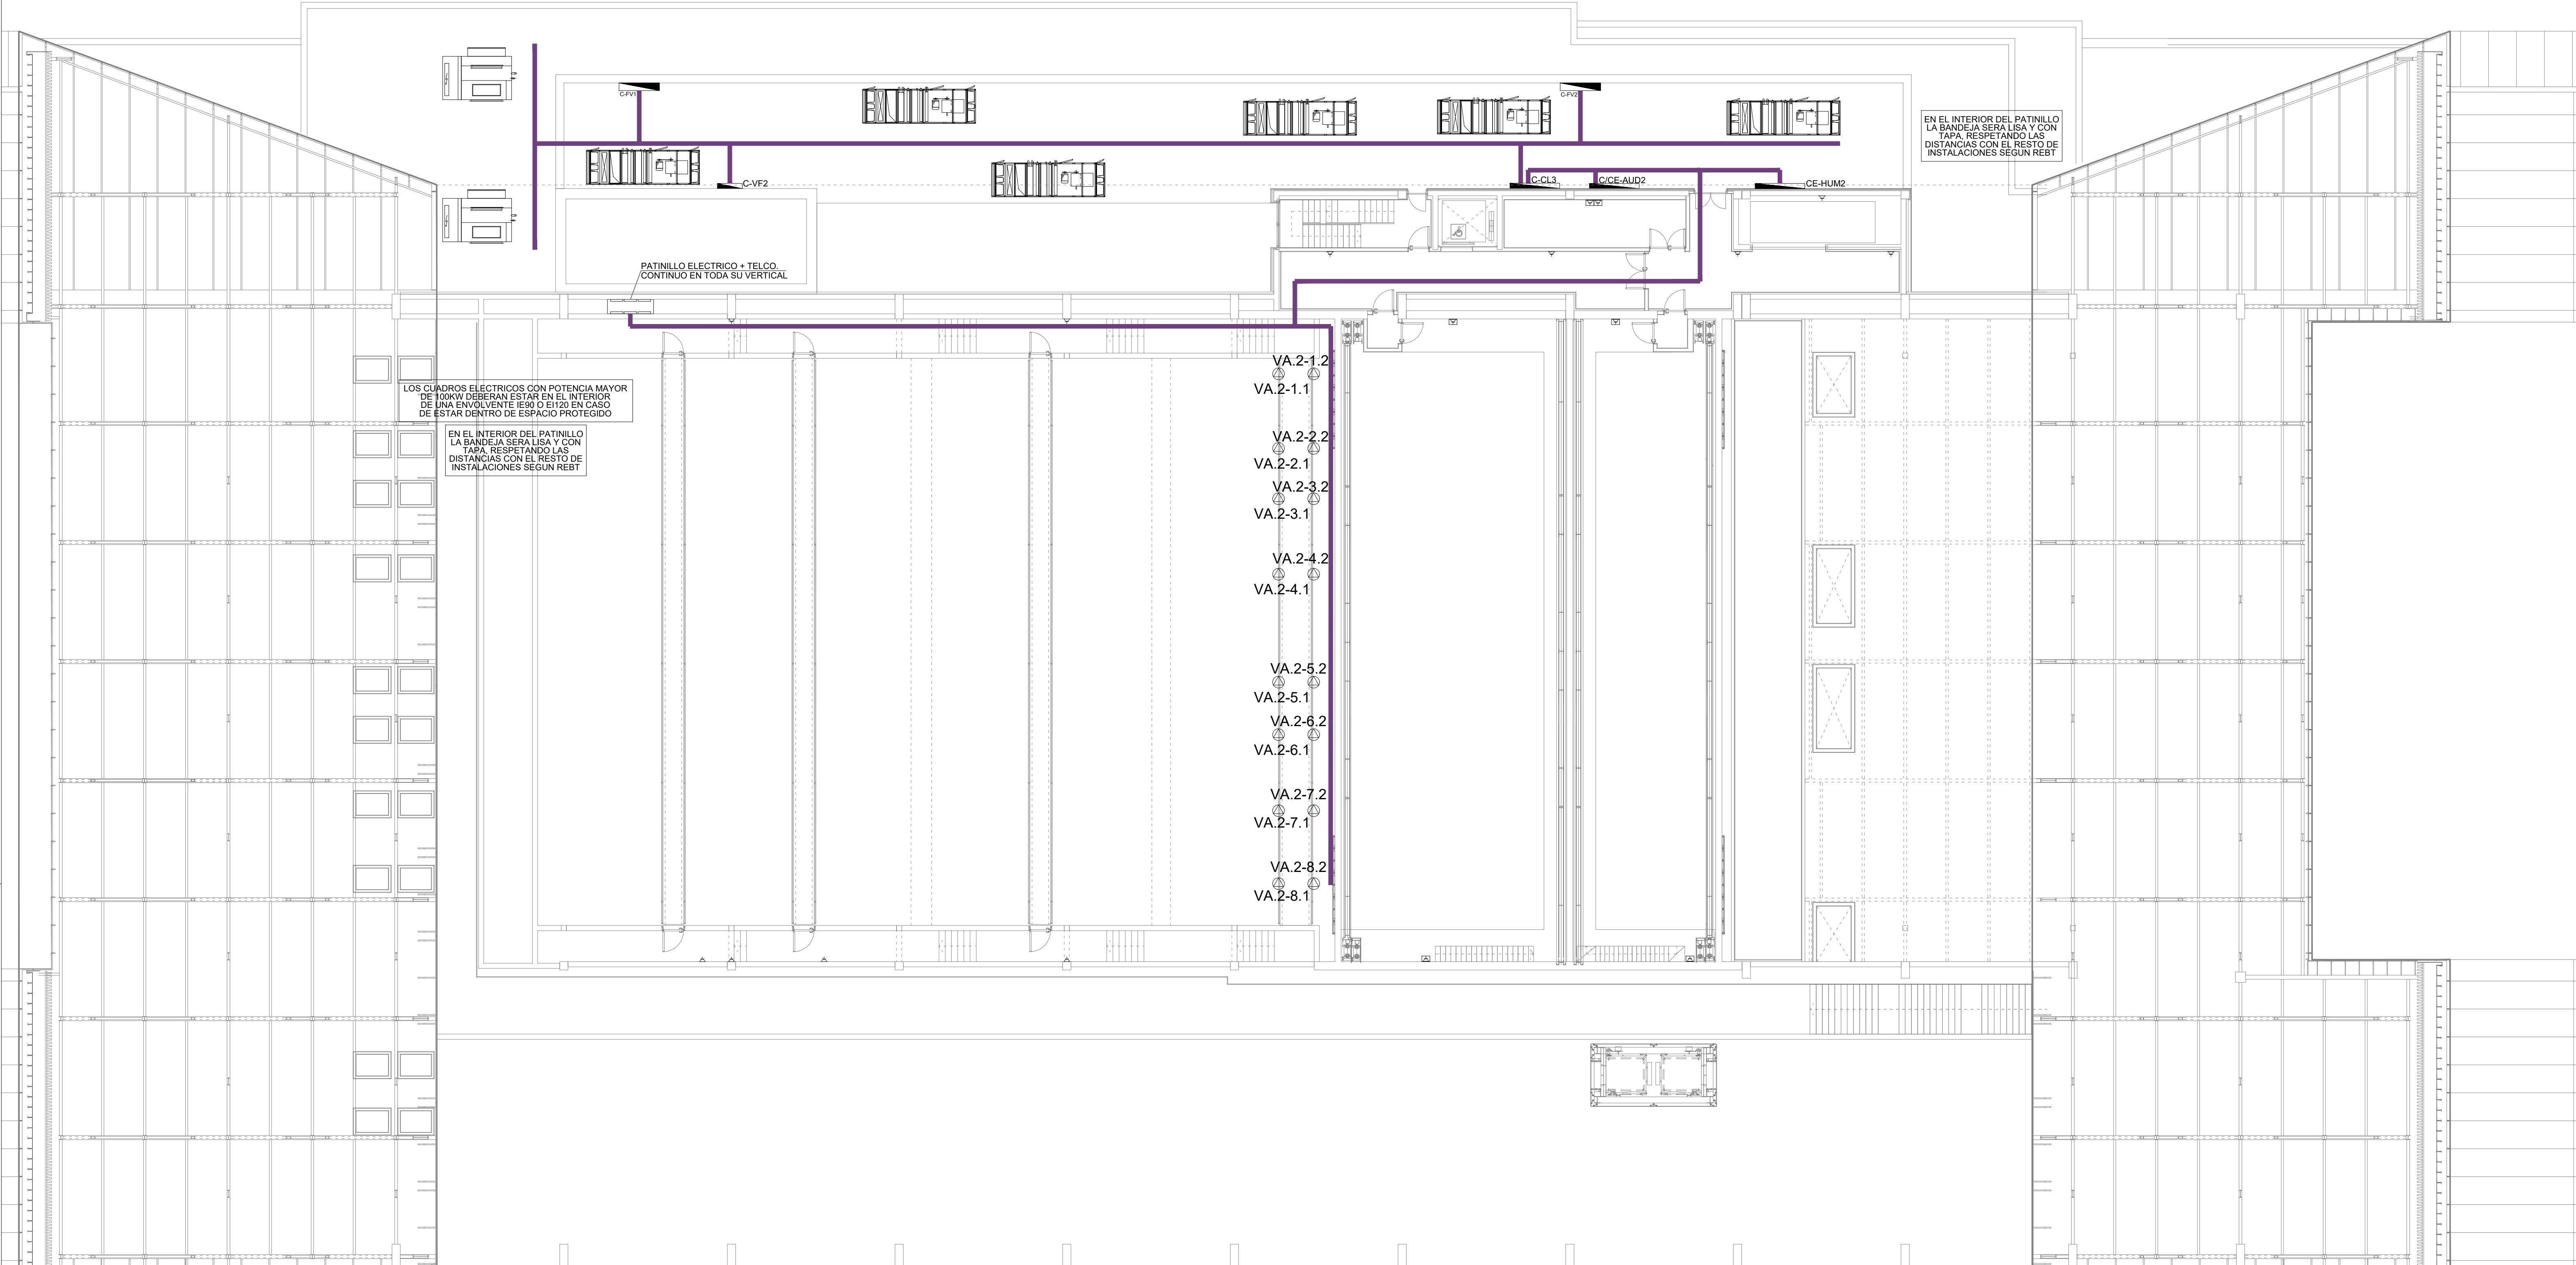 C-FV1
C-FV2
C-VF2
C-CL3
C/CE-AUD2
CE-HUM2
EN EL INTERIOR DEL PATINILLO
LA BANDEJA SERA LISA Y CON
TAPA, RESPETANDO LAS
DISTANCIAS CON EL RESTO DE
INSTALACIONES SEGUN REBT
PATINILLO ELECTRICO + TELCO.
CONTINUO EN TODA SU VERTICAL
LOS CUADROS ELECTRICOS CON POTENCIA MAYOR
DE 100KW DEBERAN ESTAR EN EL INTERIOR
DE UNA ENVOLVENTE IE90 O EI120 EN CASO
DE ESTAR DENTRO DE ESPACIO PROTEGIDO
EN EL INTERIOR DEL PATINILLO
LA BANDEJA SERA LISA Y CON
TAPA, RESPETANDO LAS
DISTANCIAS CON EL RESTO DE
INSTALACIONES SEGUN REBT
VA.2-1.2
VA.2-1.1
VA.2-2.2
VA.2-2.1
VA.2-3.2
VA.2-3.1
VA.2-4.2
VA.2-4.1
VA.2-5.2
VA.2-5.1
VA.2-6.2
VA.2-6.1
VA.2-7.2
VA.2-7.1
VA.2-8.2
VA.2-8.1